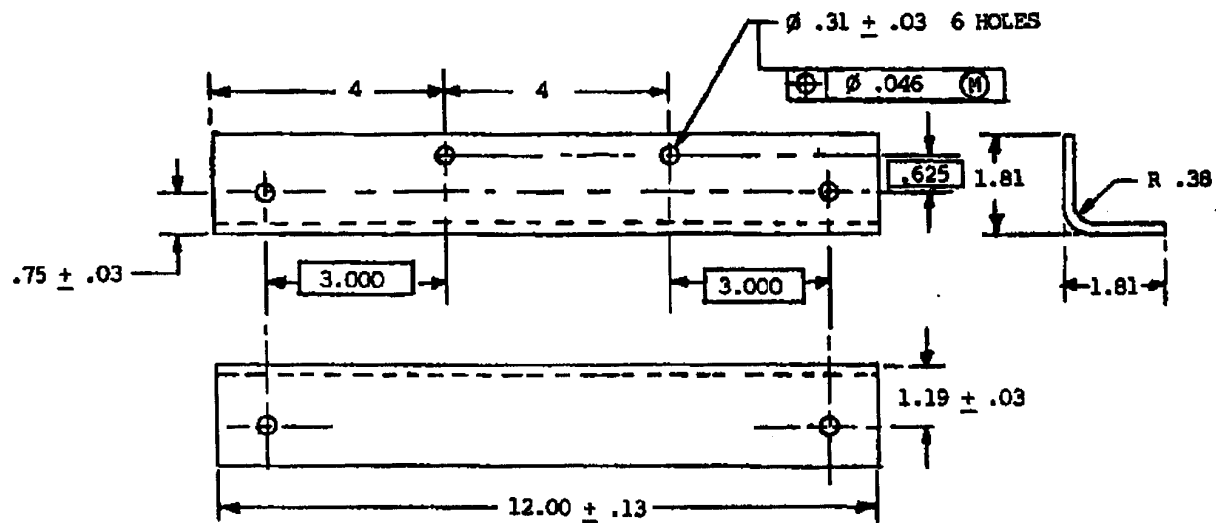 Ø .31 ± .03 6 HOLES
⌖ Ø .046 Ⓜ
4
4
.625
1.81
R .38
.75 ± .03
3.000
3.000
1.81
1.19 ± .03
12.00 ± .13